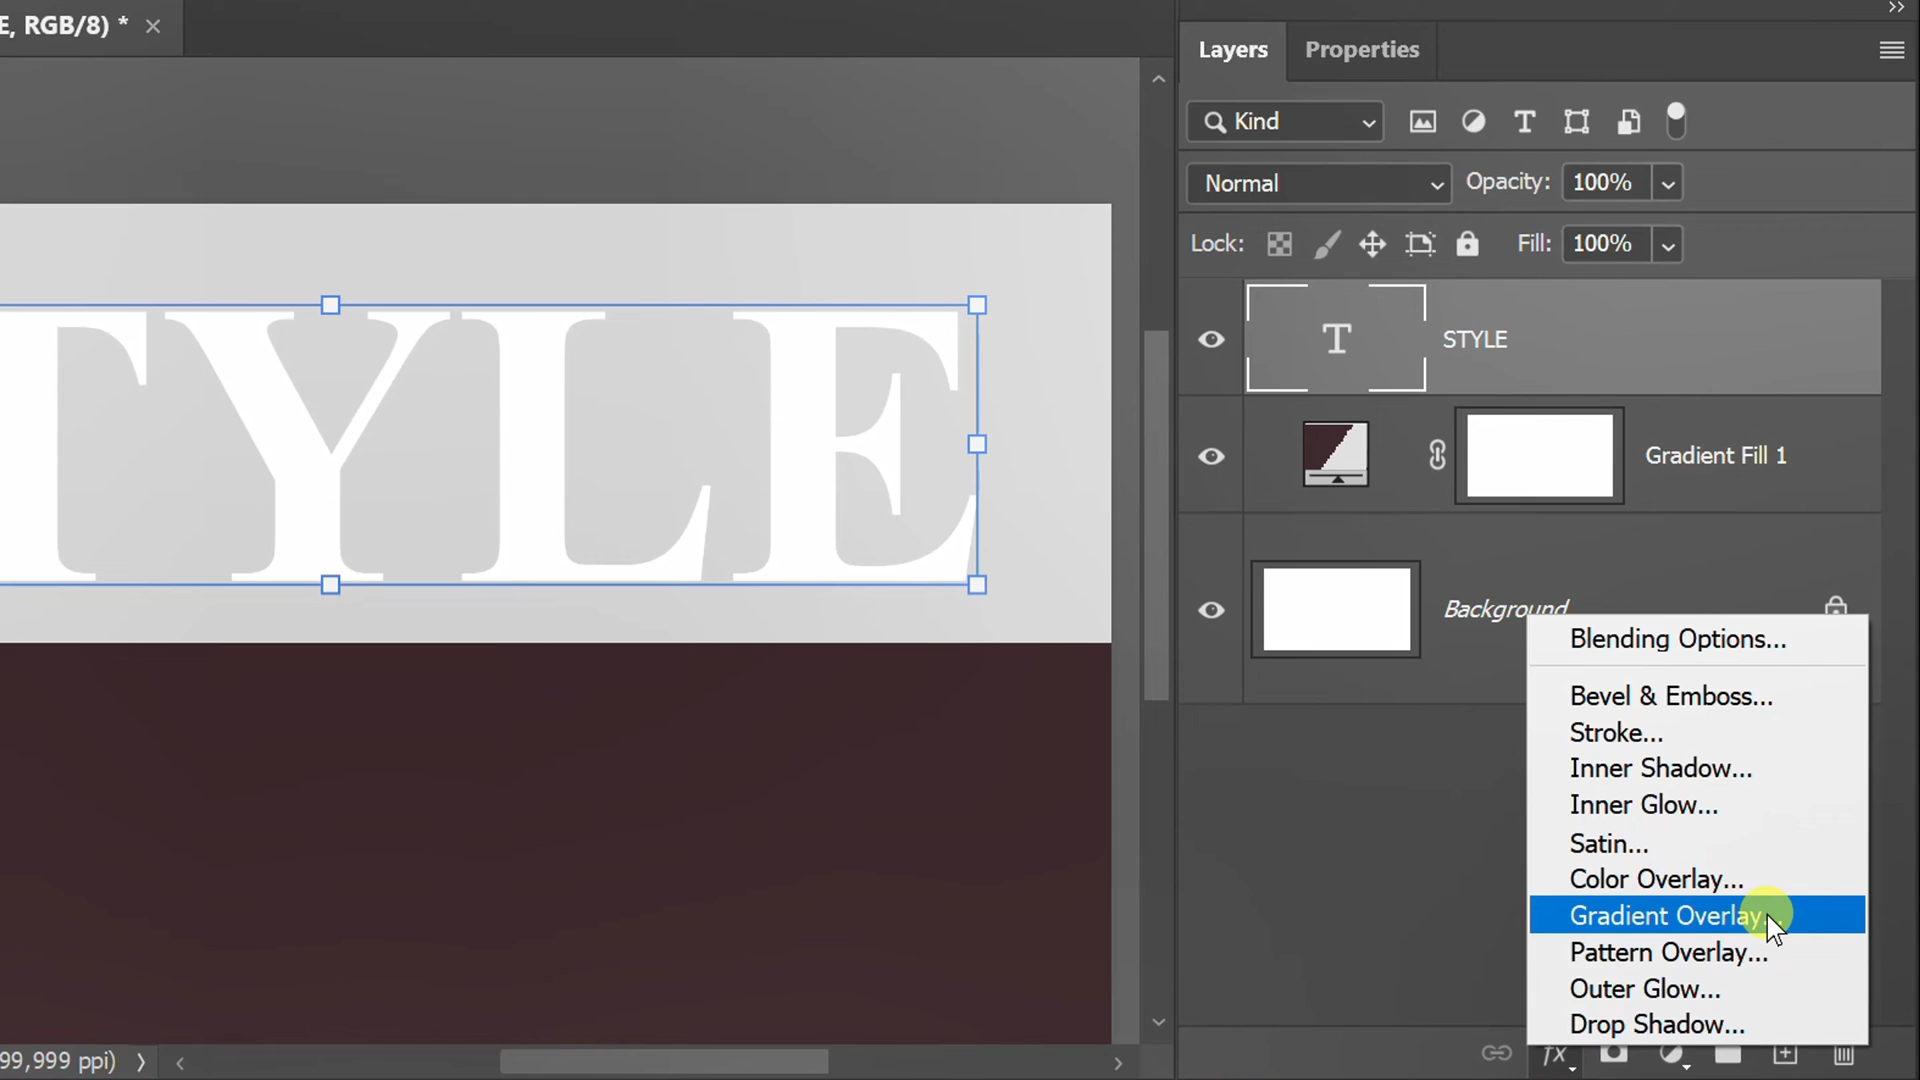 E, RGB/8) *
Layers
Properties
Kind
Normal
Opacity: 100%
Lock:
Fill: 100%
TYLE
T STYLE
Gradient Fill 1
Background
Blending Options...
Bevel & Emboss...
Stroke...
Inner Shadow...
Inner Glow...
Satin...
Color Overlay...
Gradient Overlay...
Pattern Overlay...
Outer Glow...
Drop Shadow...
99,999 ppi)
fx